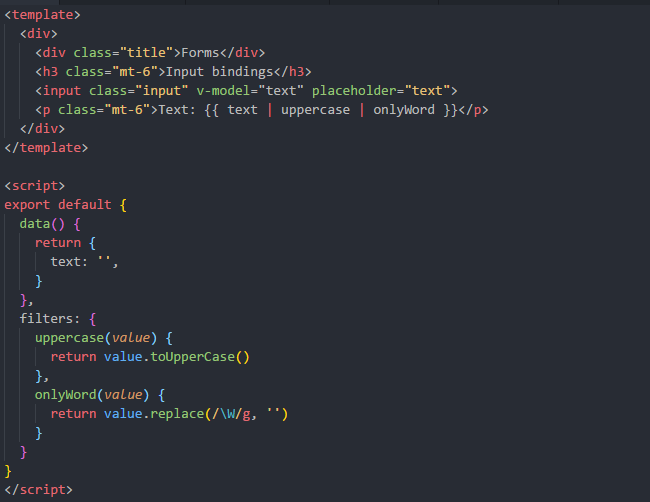 <template>
  <div>
    <div class="title">Forms</div>
    <h3 class="mt-6">Input bindings</h3>
    <input class="input" v-model="text" placeholder="text">
    <p class="mt-6">Text: {{ text | uppercase | onlyWord }}</p>
  </div>
</template>

<script>
export default {
  data() {
    return {
      text: '',
    }
  },
  filters: {
    uppercase(value) {
      return value.toUpperCase()
    },
    onlyWord(value) {
      return value.replace(/\W/g, '')
    }
  }
}
</script>